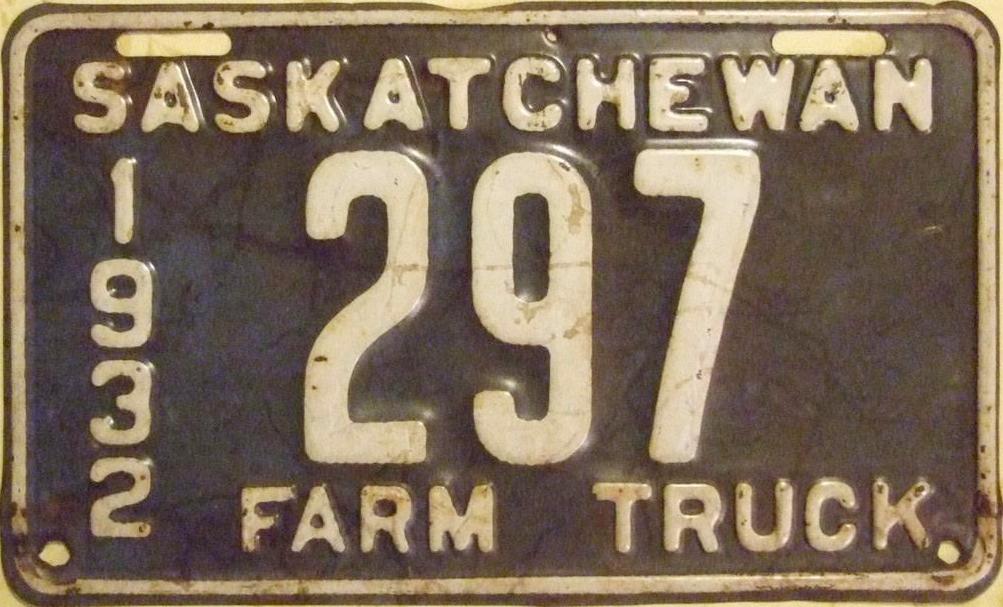 SASKATCHEWAN
1932
297
FARM TRUCK